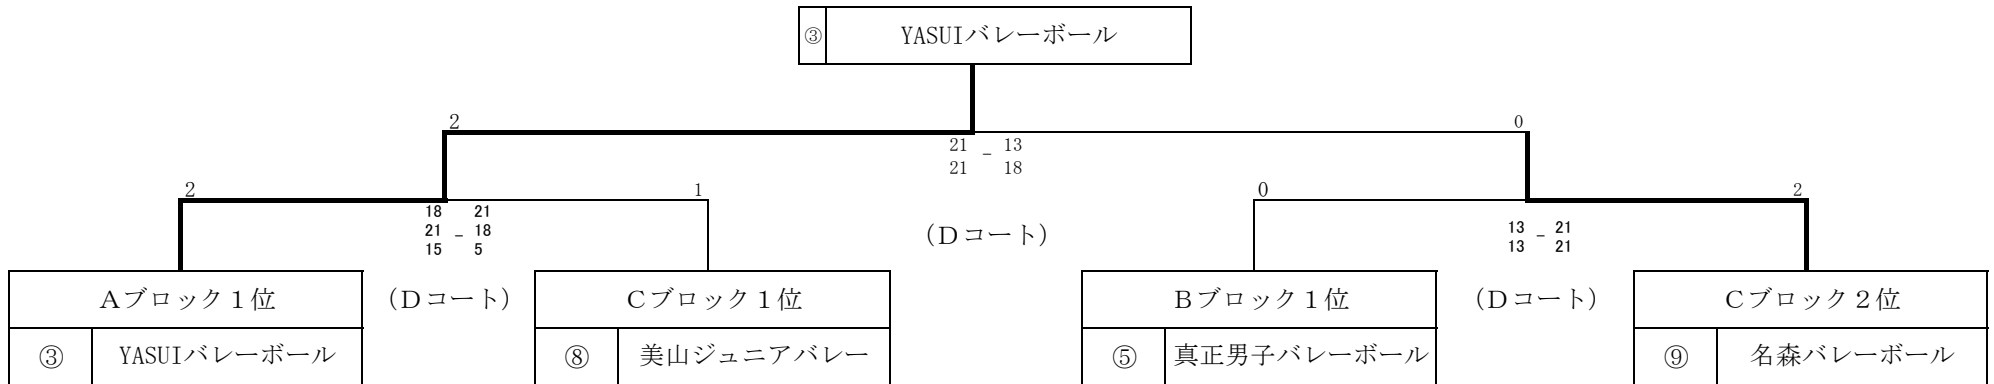 ③ YASUIバレーボール
2 0
21 - 13
21 18
2 1 0 2
18 21
21 - 18
15 5
(Dコート)
13 - 21
13 21
Aブロック1位 (Dコート) Cブロック1位 Bブロック1位 (Dコート) Cブロック2位
③ YASUIバレーボール ⑧ 美山ジュニアバレー ⑤ 真正男子バレーボール ⑨ 名森バレーボール